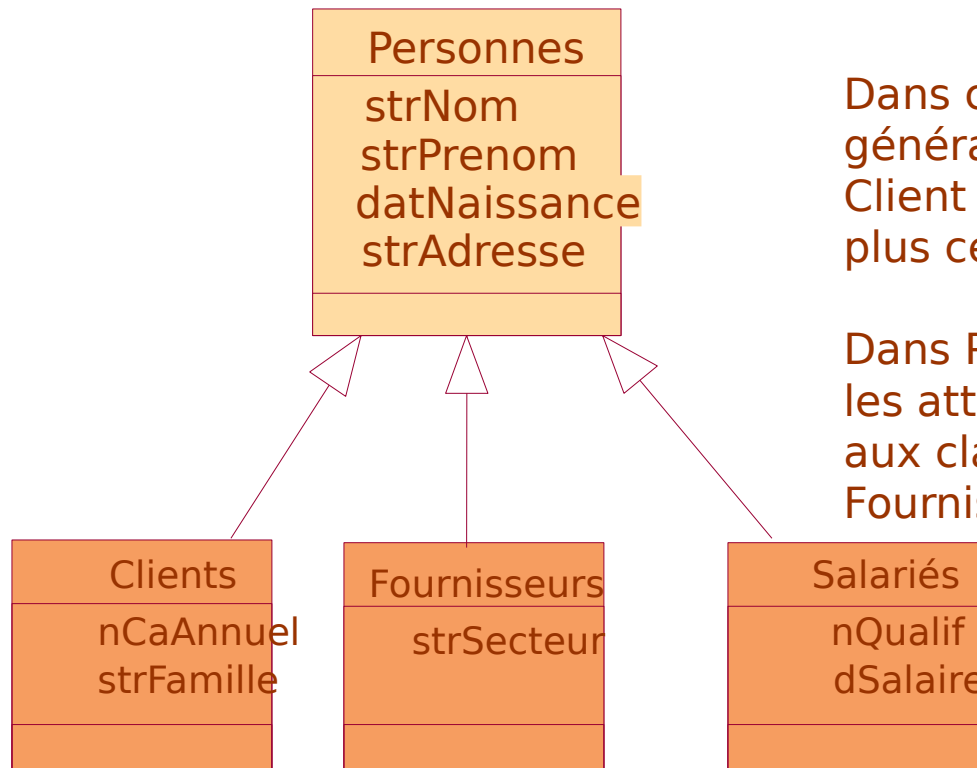 Personnes
strNom
strPrenom
datNaissance
strAdresse
Dans
généra
Client
plus ce
Dans
les att
aux cla
Fournis
Clients
nCaAnnuel
strFamille
Fournisseurs
strSecteur
Salariés
nQualif
dSalaire